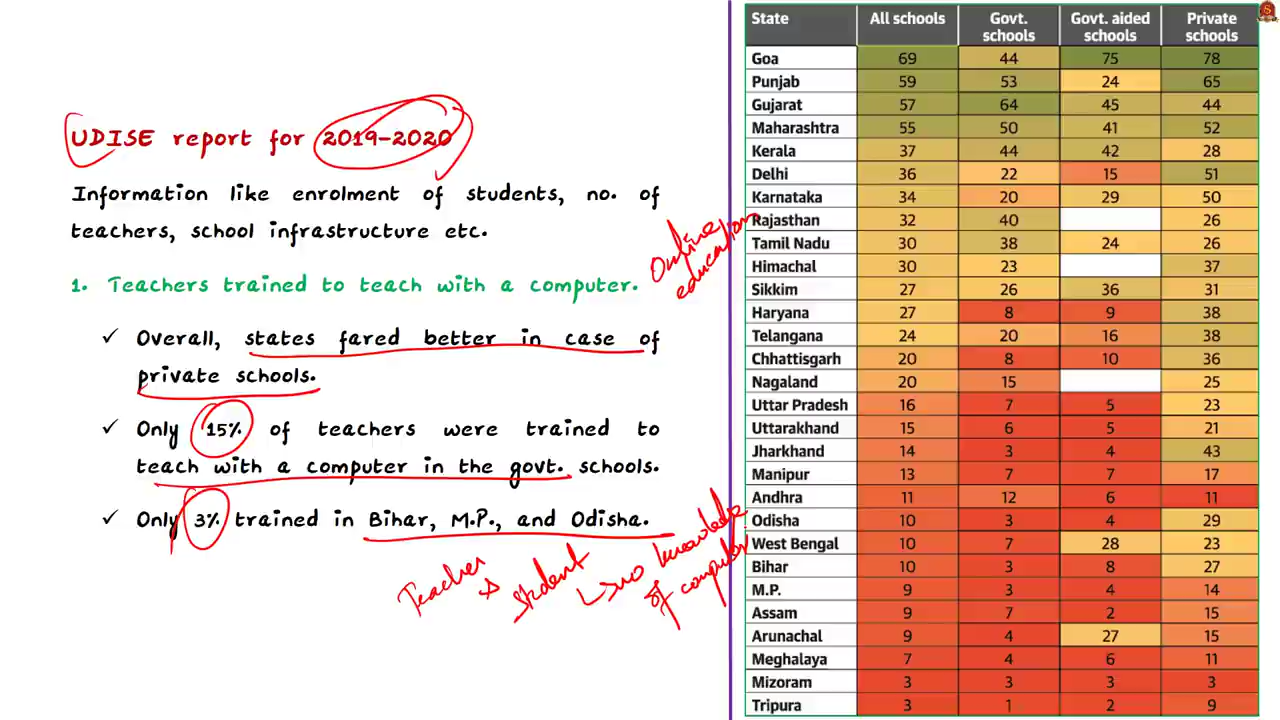 UDISE report for 2019-2020
Information like enrolment of students, no. of
teachers, school infrastructure etc.
1. Teachers trained to teach with a computer.
✓ Overall, states fared better in case of
private schools.
✓ Only 15% of teachers were trained to
teach with a computer in the govt. schools.
✓ Only 3% trained in Bihar, M.P., and Odisha.
Online
education
Teacher → Student
↳ no knowledge
of computer
State All schools Govt. schools Govt. aided schools Private schools
Goa 69 44 75 78
Punjab 59 53 24 65
Gujarat 57 64 45 44
Maharashtra 55 50 41 52
Kerala 37 44 42 28
Delhi 36 22 15 51
Karnataka 34 20 29 50
Rajasthan 32 40 26
Tamil Nadu 30 38 24 26
Himachal 30 23 37
Sikkim 27 26 36 31
Haryana 27 8 9 38
Telangana 24 20 16 38
Chhattisgarh 20 8 10 36
Nagaland 20 15 25
Uttar Pradesh 16 7 5 23
Uttarakhand 15 6 5 21
Jharkhand 14 3 4 43
Manipur 13 7 7 17
Andhra 11 12 6 11
Odisha 10 3 4 29
West Bengal 10 7 28 23
Bihar 10 3 8 27
M.P. 9 3 4 14
Assam 9 7 2 15
Arunachal 9 4 27 15
Meghalaya 7 4 6 11
Mizoram 3 3 3 3
Tripura 3 1 2 9